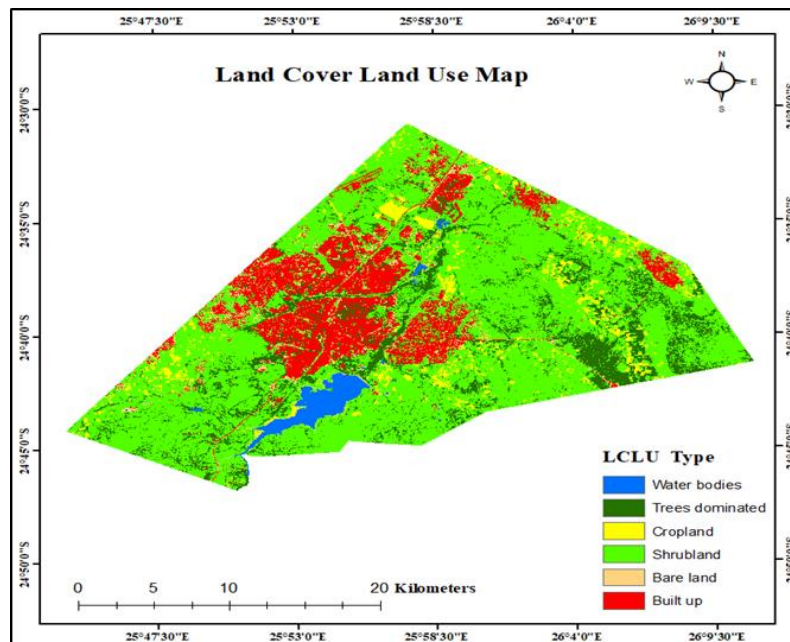 25°47'30"E 25°53'0"E 25°58'30"E 26°4'0"E 26°9'30"E
Land Cover Land Use Map
N
W E
S
24°30'0"S
24°35'0"S
24°40'0"S
24°45'0"S
24°50'0"S
LCLU Type
Water bodies
Trees dominated
Cropland
Shrubland
Bare land
Built up
0 5 10 20 Kilometers
25°47'30"E 25°53'0"E 25°58'30"E 26°4'0"E 26°9'30"E